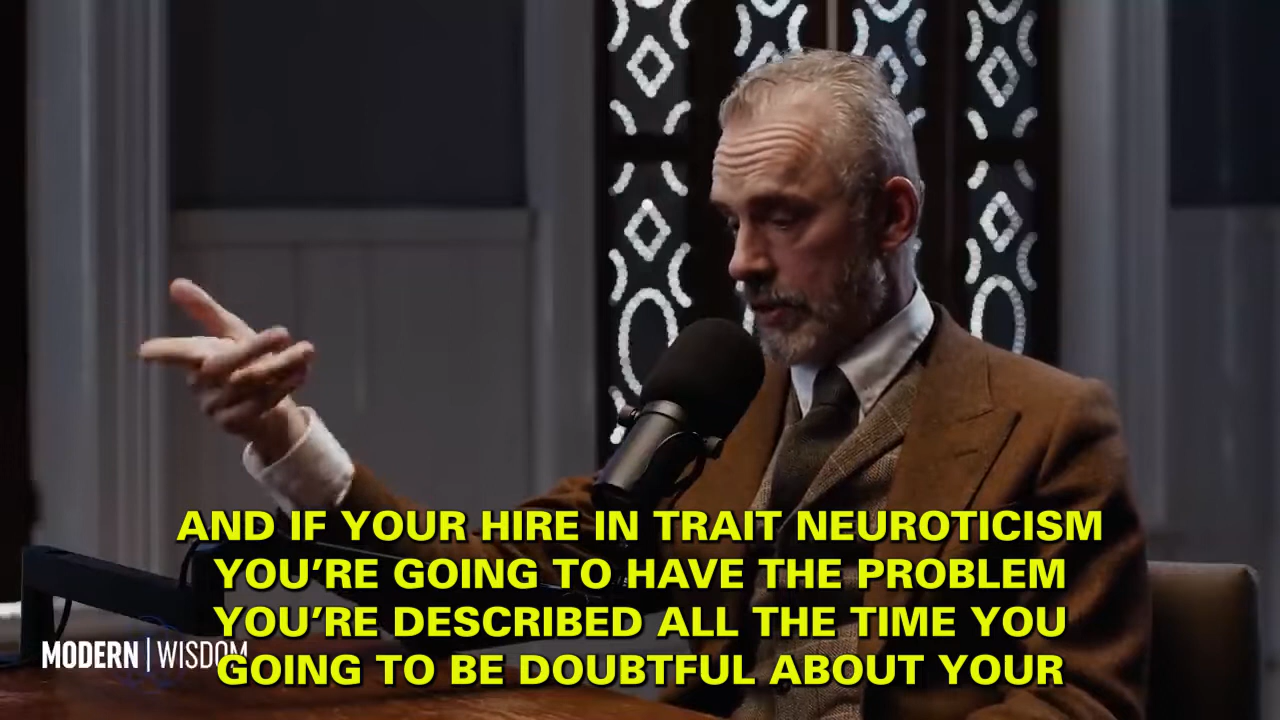 AND IF YOUR HIRE IN TRAIT NEUROTICISM
YOU'RE GOING TO HAVE THE PROBLEM
YOU'RE DESCRIBED ALL THE TIME YOU
GOING TO BE DOUBTFUL ABOUT YOUR
MODERN | WISDOM